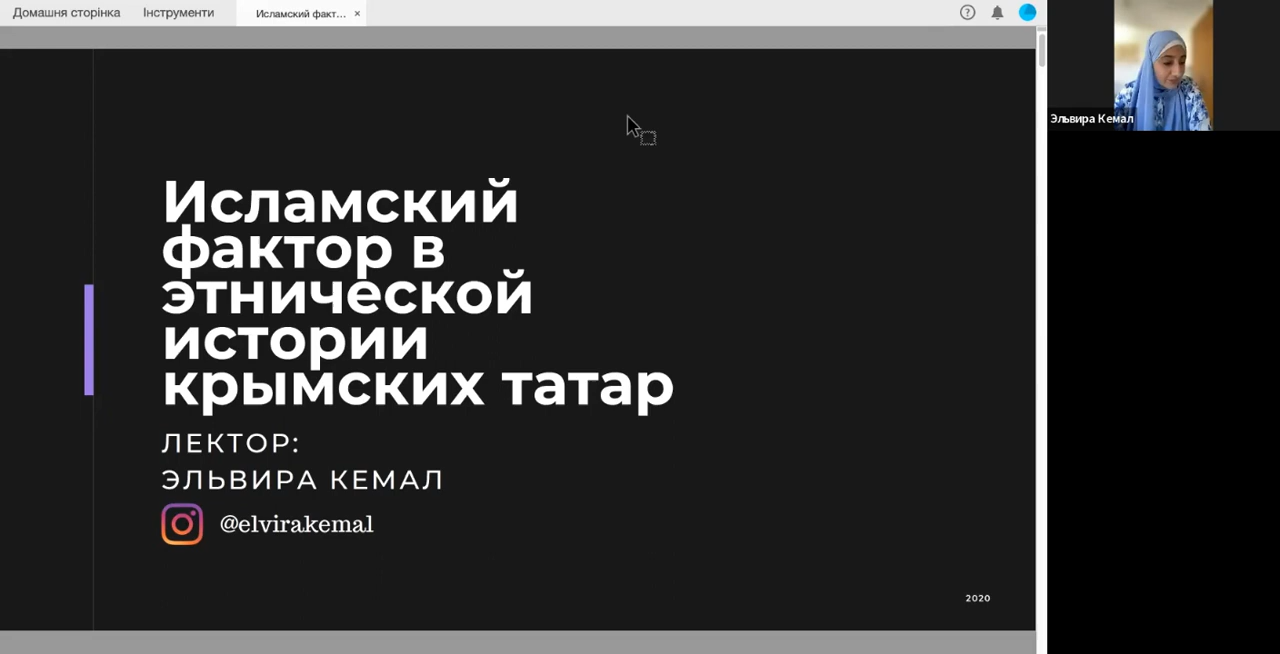 Домашня сторінка Інструменти Исламский факт... ×
Эльвира Кемал
Исламский
фактор в
этнической
истории
крымских татар
ЛЕКТОР:
ЭЛЬВИРА КЕМАЛ
@elvirakemal
2020